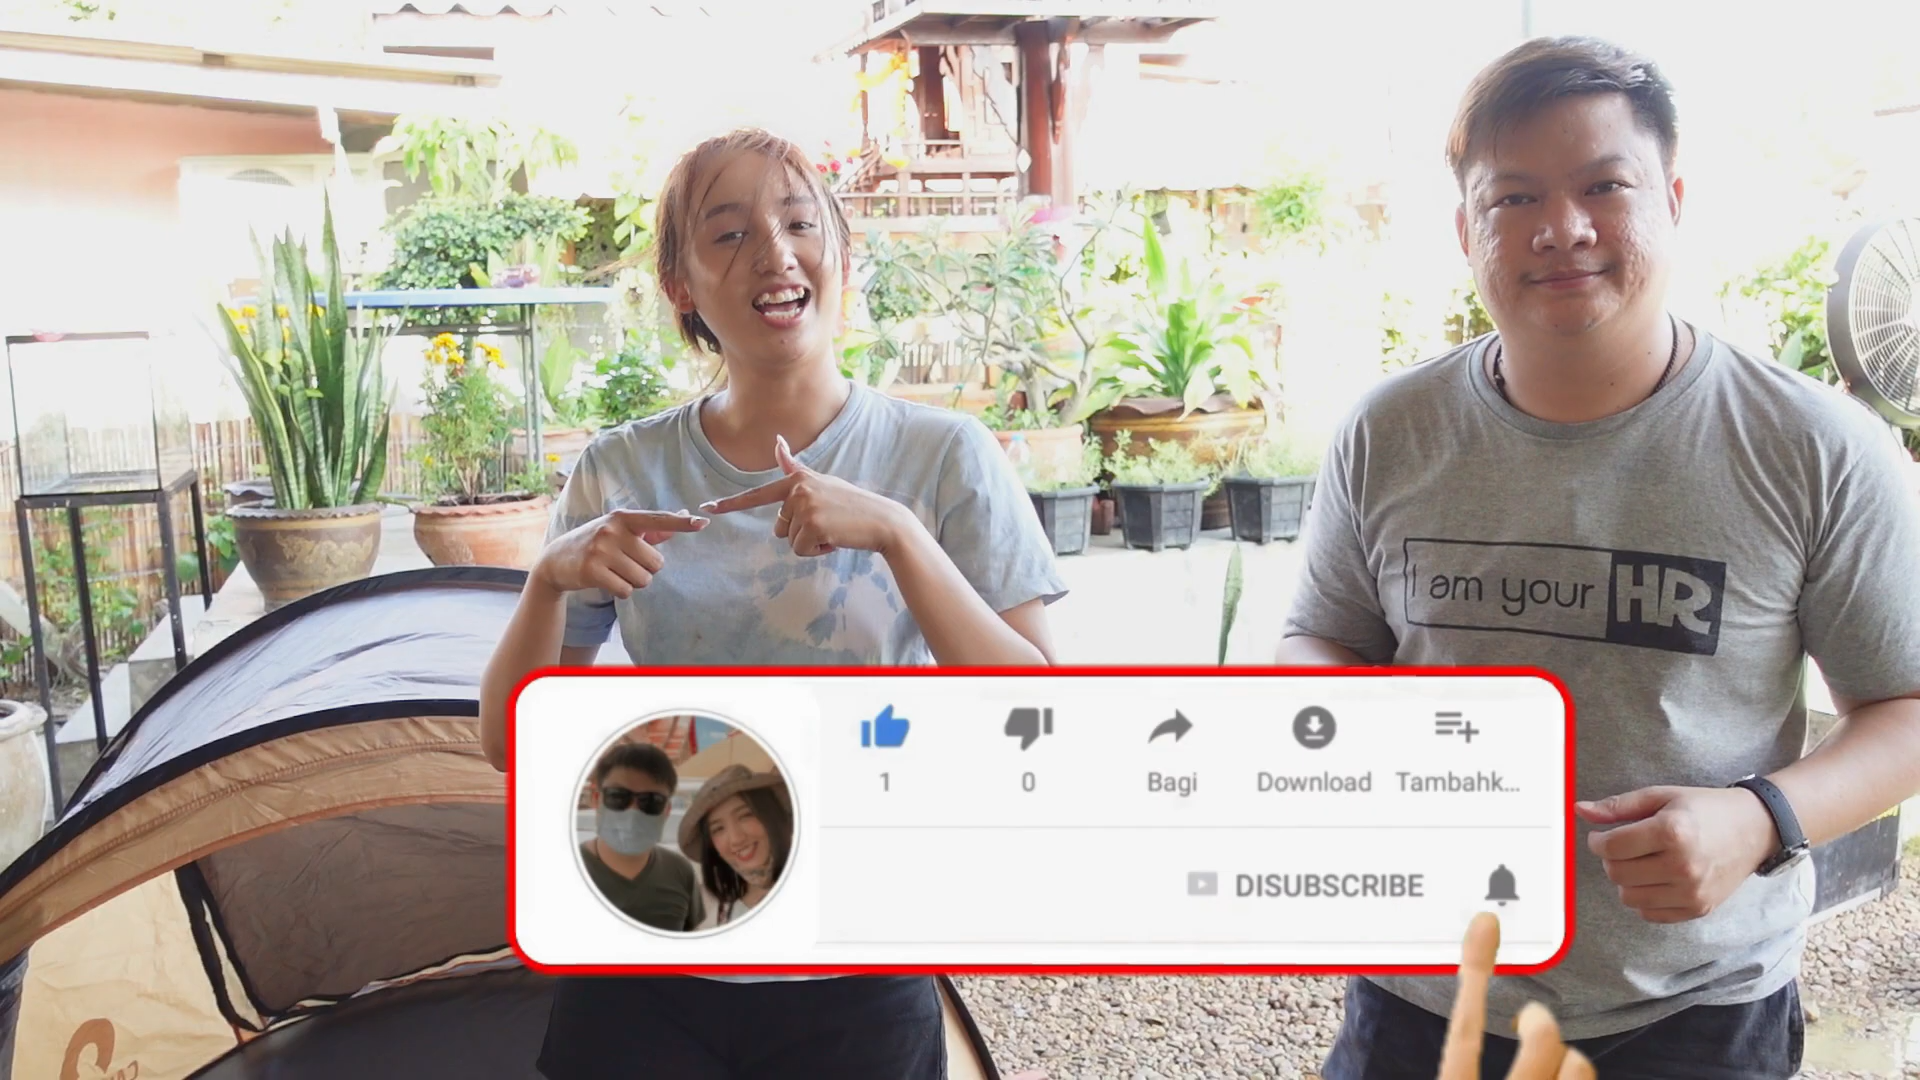 I am your HR
1
0
Bagi
Download
Tambahk...
DISUBSCRIBE